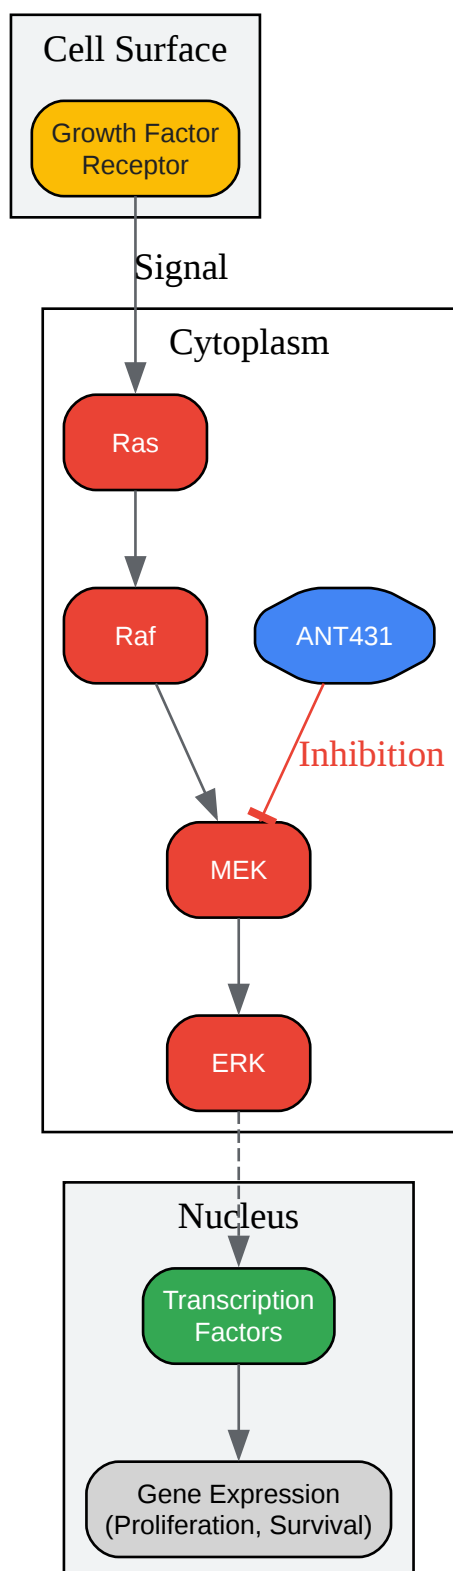 Cell Surface
Growth Factor
Receptor
Signal
Cytoplasm
Ras
Raf
ANT431
Inhibition
MEK
ERK
Nucleus
Transcription
Factors
Gene Expression
(Proliferation, Survival)